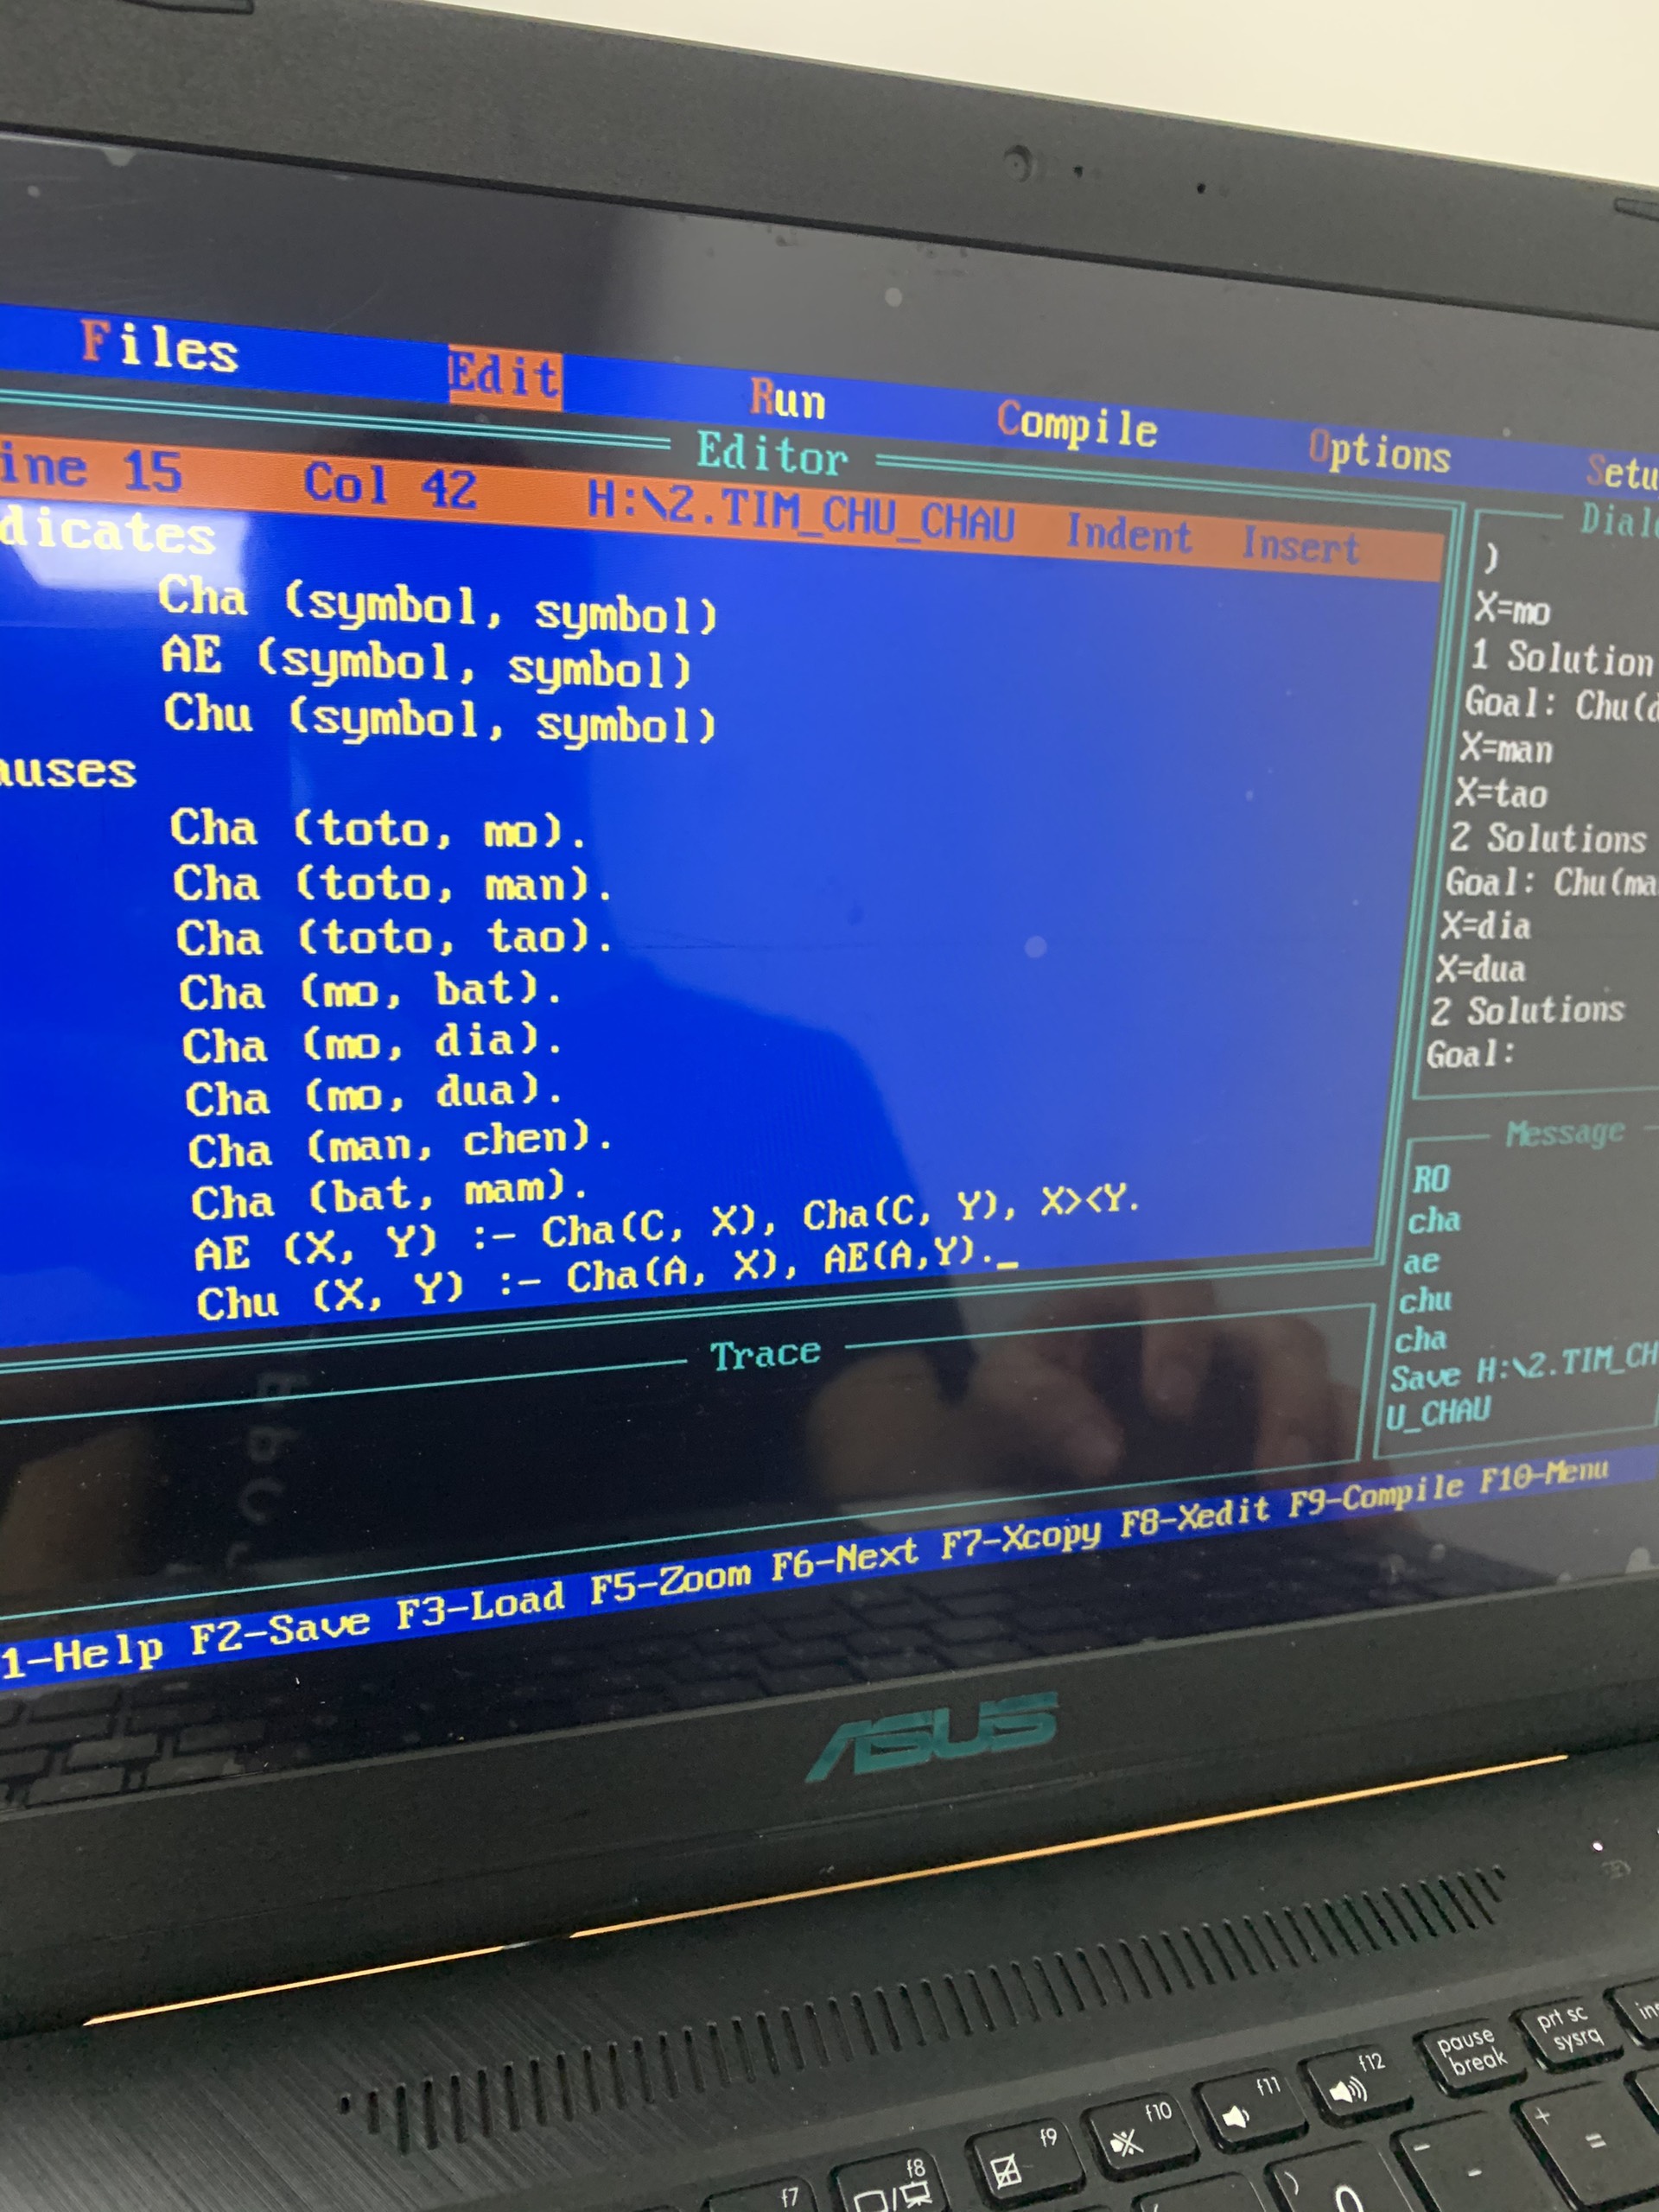 Files Edit Run Compile Options Setu
Editor
ine 15 Col 42 H:\2.TIM_CHU_CHAU Indent Insert
dicates
Cha (symbol, symbol)
AE (symbol, symbol)
Chu (symbol, symbol)
auses
Cha (toto, mo).
Cha (toto, man).
Cha (toto, tao).
Cha (mo, bat).
Cha (mo, dia).
Cha (mo, dua).
Cha (man, chen).
Cha (bat, mam).
AE (X, Y) :- Cha(C, X), Cha(C, Y), X><Y.
Chu (X, Y) :- Cha(A, X), AE(A,Y)._
Dialo
)
X=mo
1 Solution
Goal: Chu(d
X=man
X=tao
2 Solutions
Goal: Chu(ma
X=dia
X=dua
2 Solutions
Goal:
Message
RO
cha
ae
chu
cha
Save H:\2.TIM_CH
U_CHAU
Trace
1-Help F2-Save F3-Load F5-Zoom F6-Next F7-Xcopy F8-Xedit F9-Compile F10-Menu
ASUS
f7 f8 f9 f10 f11 f12
pause
break
prt sc
sysrq
ins
- + =
) 0